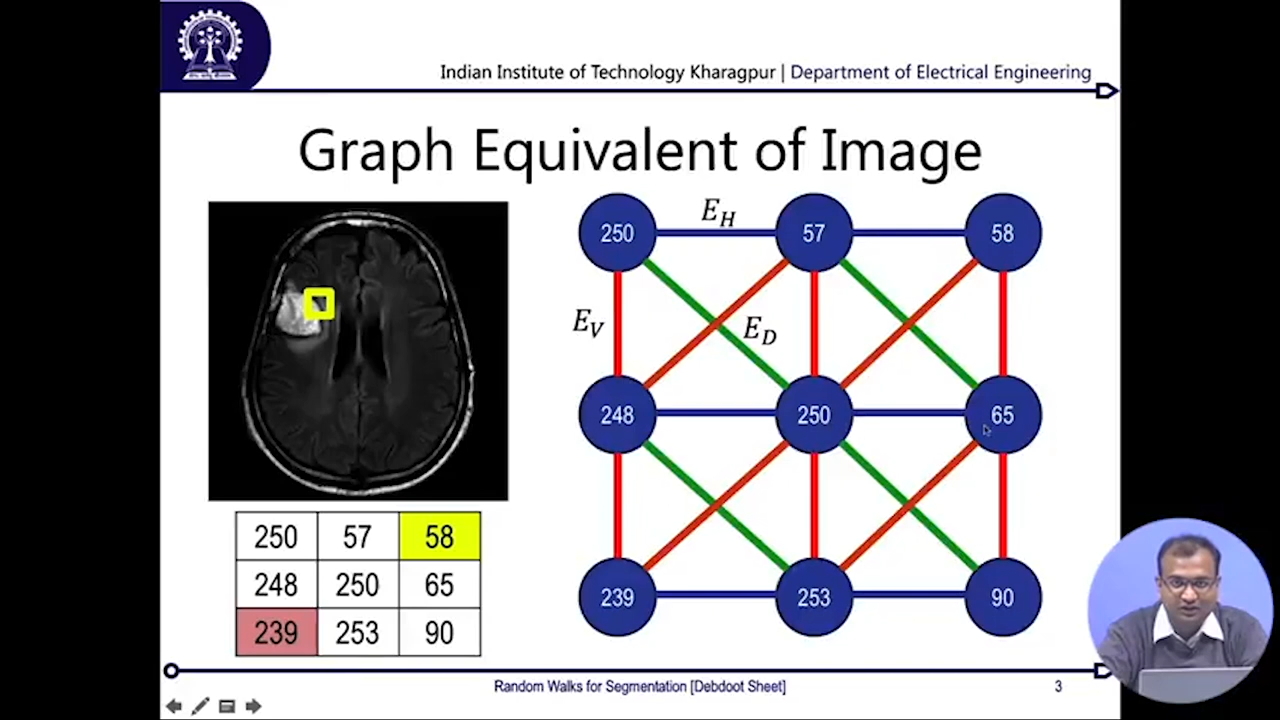 Indian Institute of Technology Kharagpur | Department of Electrical Engineering
Graph Equivalent of Image
250 E_H 57 58
E_V E_D
248 250 65
239 253 90
250 57 58
248 250 65
239 253 90
Random Walks for Segmentation [Debdoot Sheet] 3